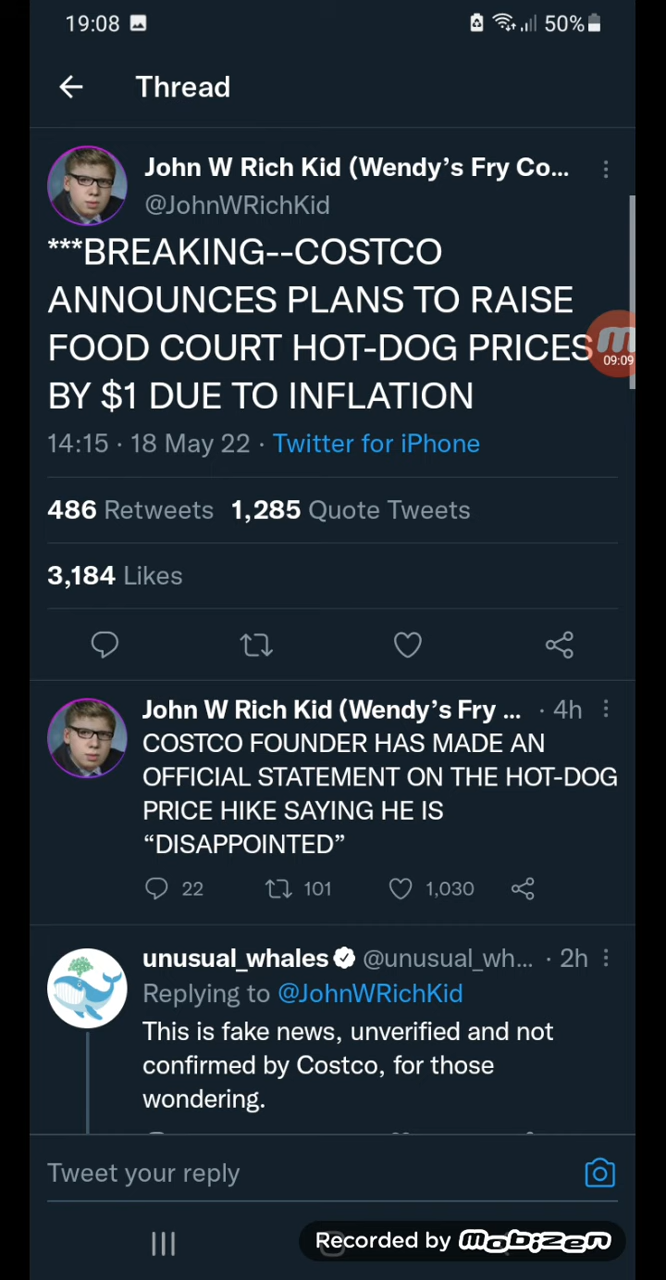 19:08 50%
Thread
John W Rich Kid (Wendy’s Fry Co...
@JohnWRichKid
***BREAKING--COSTCO
ANNOUNCES PLANS TO RAISE
FOOD COURT HOT-DOG PRICES
BY $1 DUE TO INFLATION
m
09:09
14:15 · 18 May 22 · Twitter for iPhone
486 Retweets 1,285 Quote Tweets
3,184 Likes
John W Rich Kid (Wendy’s Fry ... · 4h
COSTCO FOUNDER HAS MADE AN
OFFICIAL STATEMENT ON THE HOT-DOG
PRICE HIKE SAYING HE IS
“DISAPPOINTED”
22 101 1,030
unusual_whales @unusual_wh... · 2h
Replying to @JohnWRichKid
This is fake news, unverified and not
confirmed by Costco, for those
wondering.
Tweet your reply
Recorded by mobizen